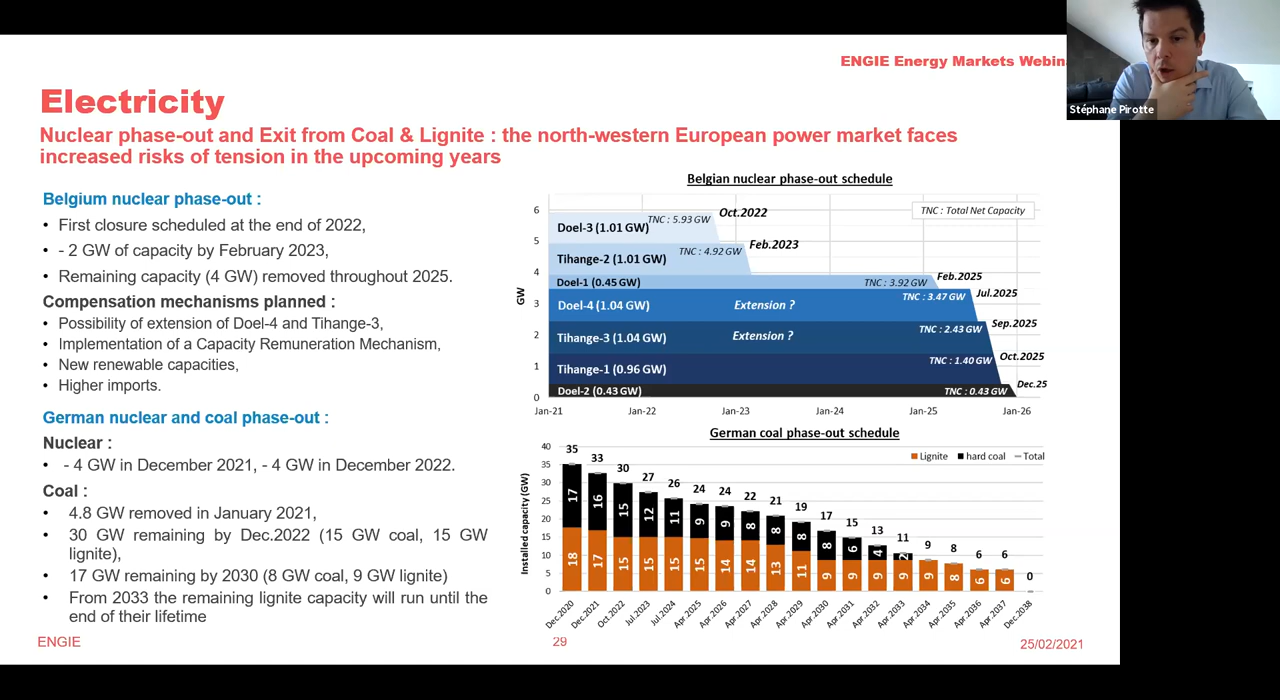 ENGIE Energy Markets Webin
Stéphane Pirotte
Electricity
Nuclear phase-out and Exit from Coal & Lignite : the north-western European power market faces
increased risks of tension in the upcoming years
Belgium nuclear phase-out :
• First closure scheduled at the end of 2022,
• - 2 GW of capacity by February 2023,
• Remaining capacity (4 GW) removed throughout 2025.
Compensation mechanisms planned :
• Possibility of extension of Doel-4 and Tihange-3,
• Implementation of a Capacity Remuneration Mechanism,
• New renewable capacities,
• Higher imports.
German nuclear and coal phase-out :
Nuclear :
• - 4 GW in December 2021, - 4 GW in December 2022.
Coal :
• 4.8 GW removed in January 2021,
• 30 GW remaining by Dec.2022 (15 GW coal, 15 GW
lignite),
• 17 GW remaining by 2030 (8 GW coal, 9 GW lignite)
• From 2033 the remaining lignite capacity will run until the
end of their lifetime
Belgian nuclear phase-out schedule
TNC : Total Net Capacity
GW
6
5
4
3
2
1
0
Doel-3 (1.01 GW) TNC : 5.93 GW Oct.2022
Tihange-2 (1.01 GW) TNC : 4.92 GW Feb.2023
Doel-1 (0.45 GW) TNC : 3.92 GW Feb.2025
Doel-4 (1.04 GW) Extension ? TNC : 3.47 GW Jul.2025
Tihange-3 (1.04 GW) Extension ? TNC : 2.43 GW Sep.2025
Tihange-1 (0.96 GW) TNC : 1.40 GW Oct.2025
Doel-2 (0.43 GW) TNC : 0.43 GW Dec.25
Jan-21 Jan-22 Jan-23 Jan-24 Jan-25 Jan-26
German coal phase-out schedule
Lignite hard coal Total
Installed capacity (GW)
40
35
30
25
20
15
10
5
0
35 33 30 27 26 24 24 22 21 19 17 15 13 11 9 8 6 6 0
17 16 15 12 11 9 9 8 8 8 8 6 4 2
18 17 15 15 15 15 14 14 13 11 9 9 9 9 9 8 6 6
Dec.2020 Dec.2021 Oct.2022 Jul.2023 Jul.2024 Apr.2025 Apr.2026 Apr.2027 Apr.2028 Apr.2029 Apr.2030 Apr.2031 Apr.2032 Apr.2033 Apr.2034 Apr.2035 Apr.2036 Apr.2037 Dec.2038
ENGIE
29
25/02/2021